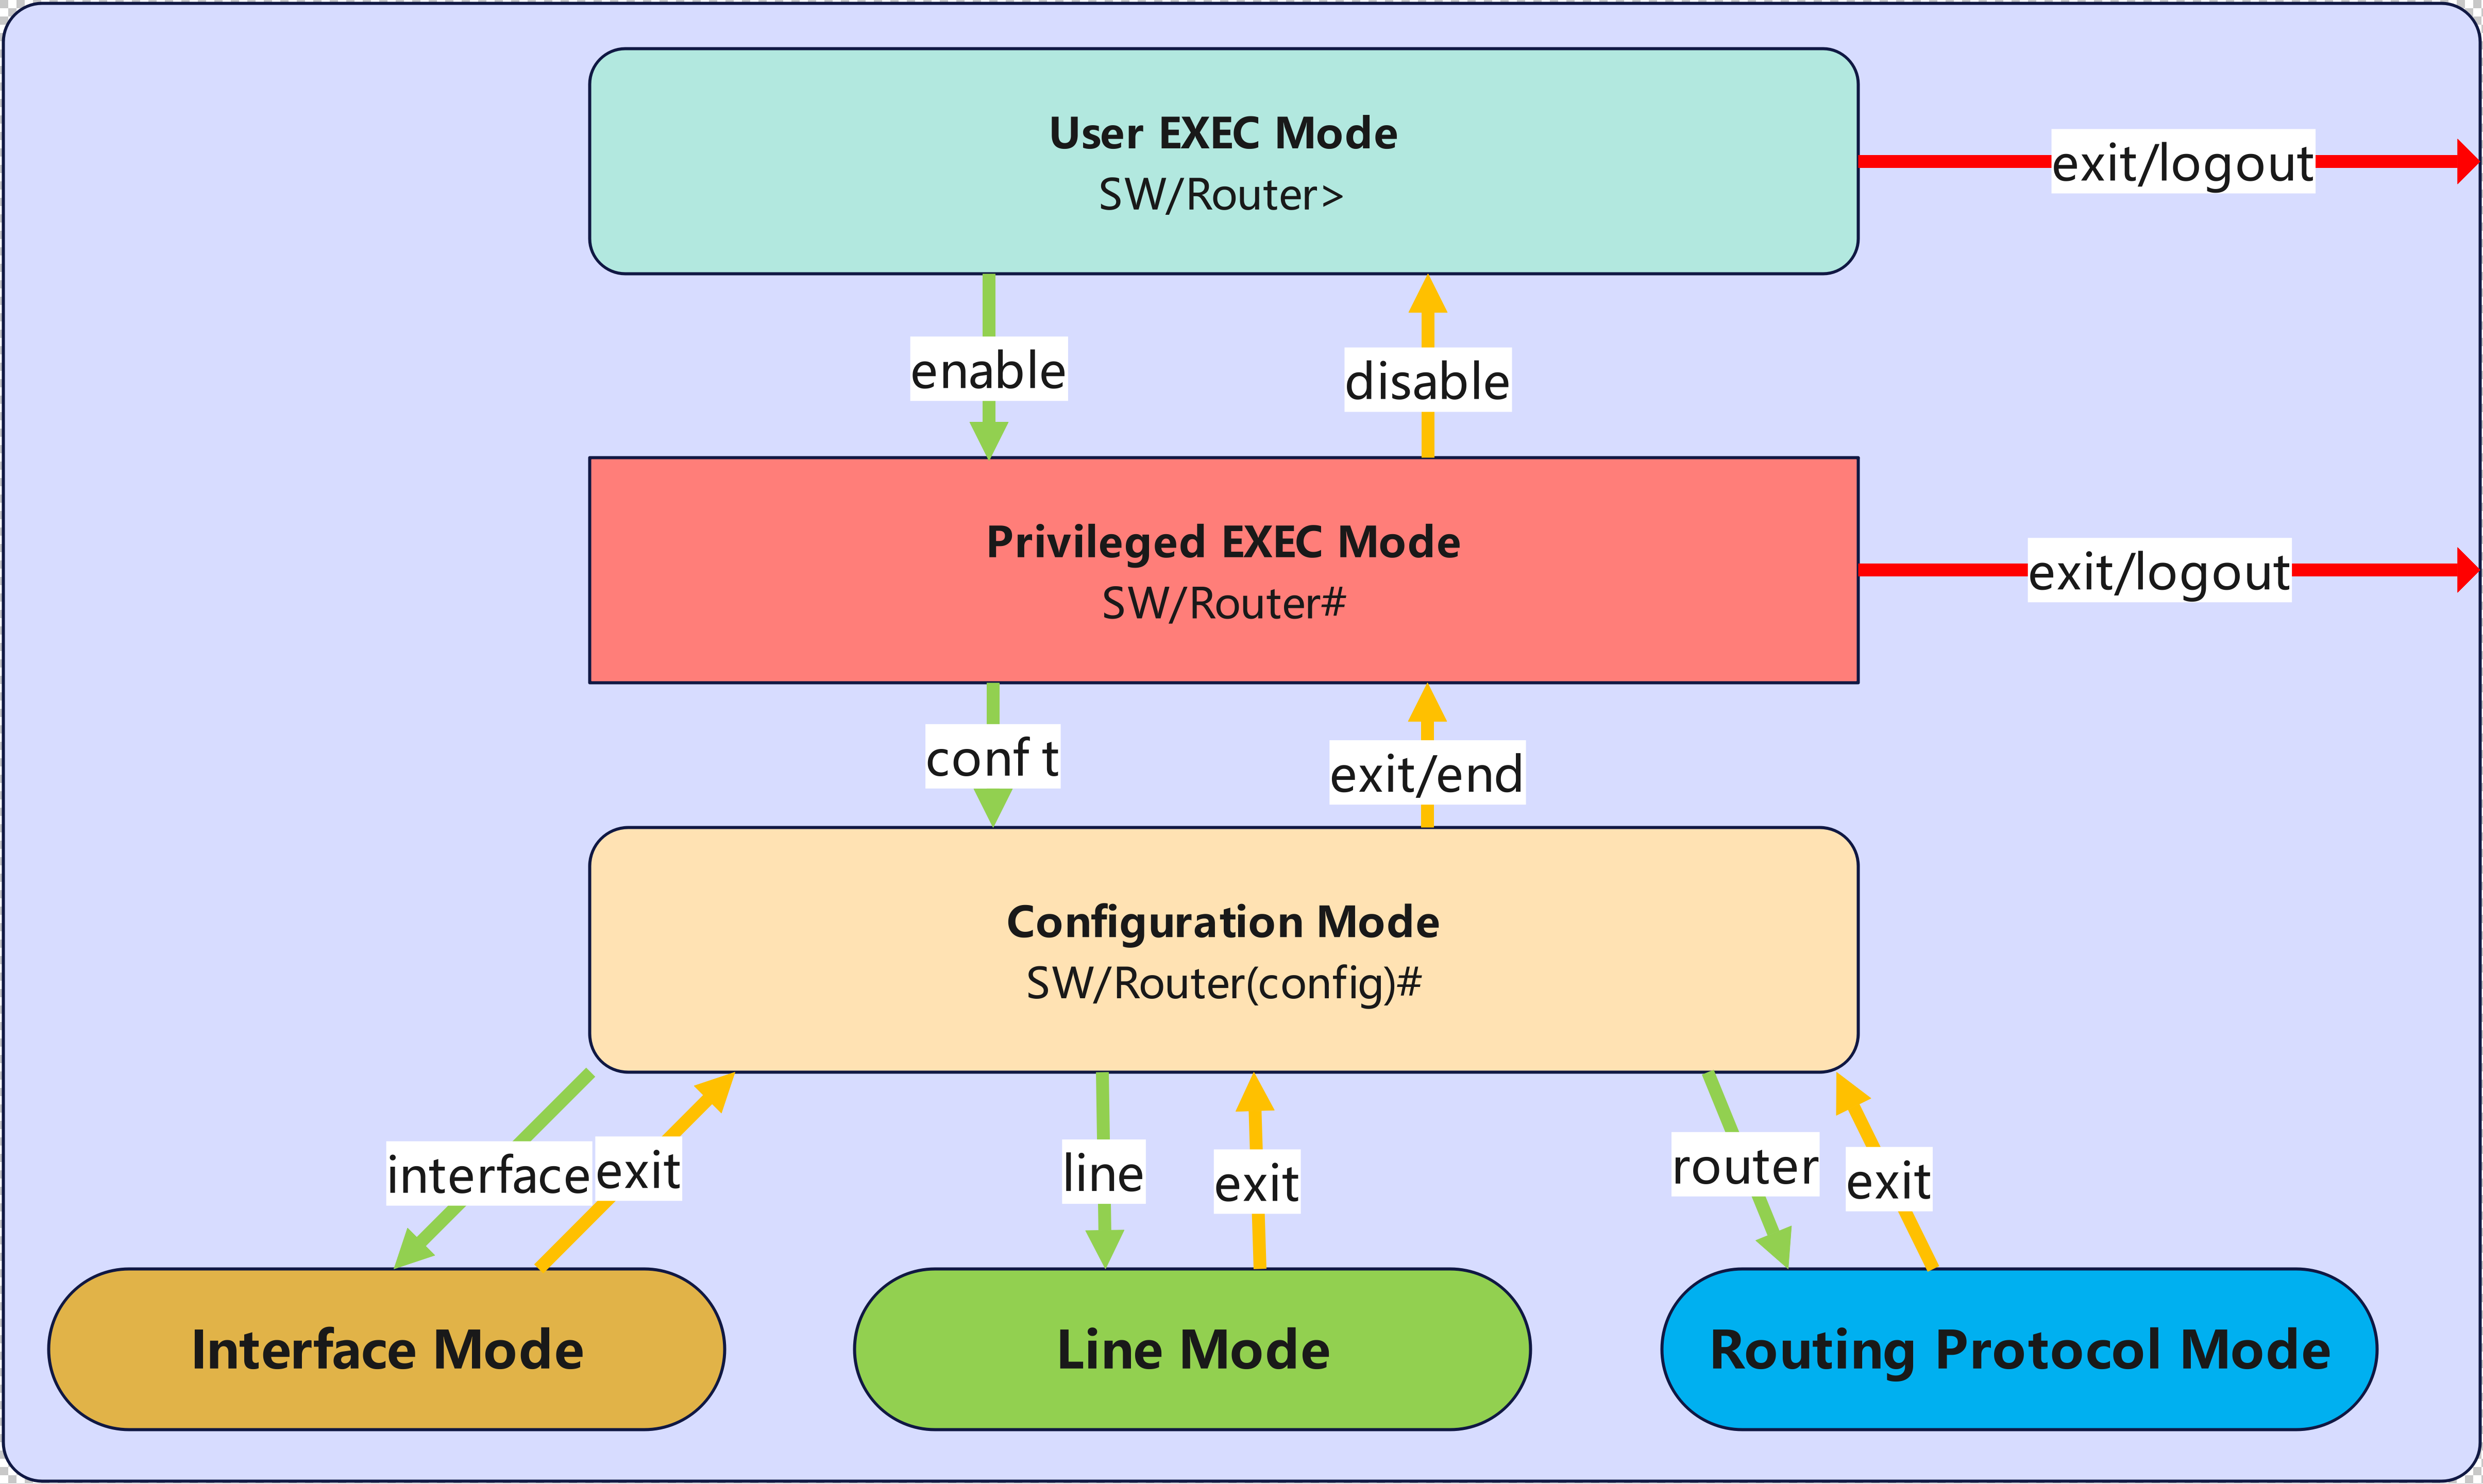 User EXEC Mode
SW/Router>
exit/logout
enable
disable
Privileged EXEC Mode
SW/Router#
exit/logout
conf t
exit/end
Configuration Mode
SW/Router(config)#
interface
exit
line
exit
router
exit
Interface Mode
Line Mode
Routing Protocol Mode